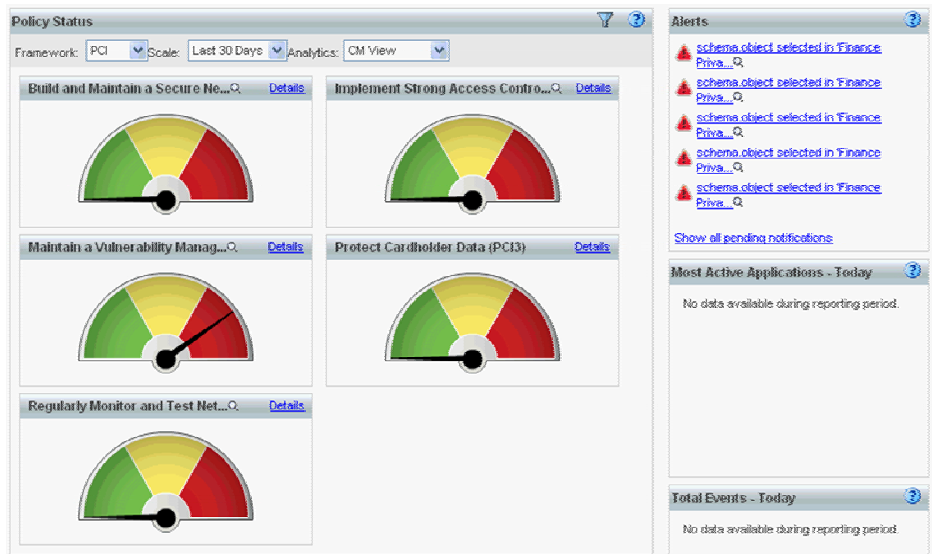 Policy Status
Framework: PCI Scale: Last 30 Days Analytics: CM View
Build and Maintain a Secure Ne... Details
Implement Strong Access Contro... Details
Maintain a Vulnerability Manag... Details
Protect Cardholder Data (PCI3) Details
Regularly Monitor and Test Net... Details
Alerts
schema.object selected in 'Finance
Priva...
schema.object selected in 'Finance
Priva...
schema.object selected in 'Finance
Priva...
schema.object selected in 'Finance
Priva...
schema.object selected in 'Finance
Priva...
Show all pending notifications
Most Active Applications - Today
No data available during reporting period.
Total Events - Today
No data available during reporting period.